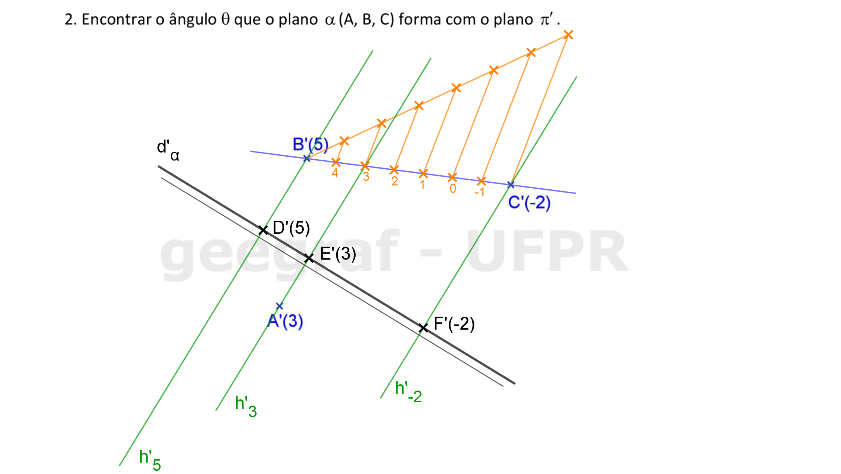 2. Encontrar o ângulo θ que o plano α (A, B, C) forma com o plano π′ .
B'(5)
d'α
4
3
2
1
0
-1
C'(-2)
D'(5)
geegraf - UFPR
E'(3)
A'(3)
F'(-2)
h'-2
h'3
h'5